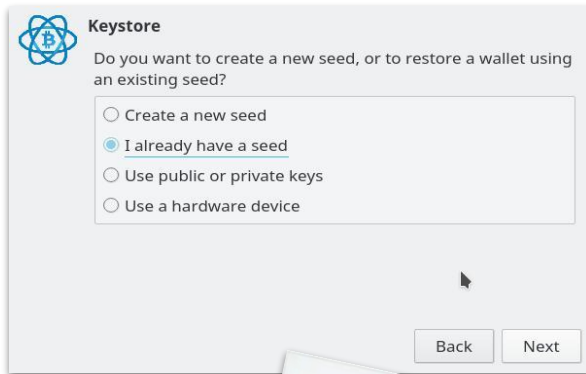 Keystore
Do you want to create a new seed, or to restore a wallet using
an existing seed?
Create a new seed
I already have a seed
Use public or private keys
Use a hardware device
Back
Next